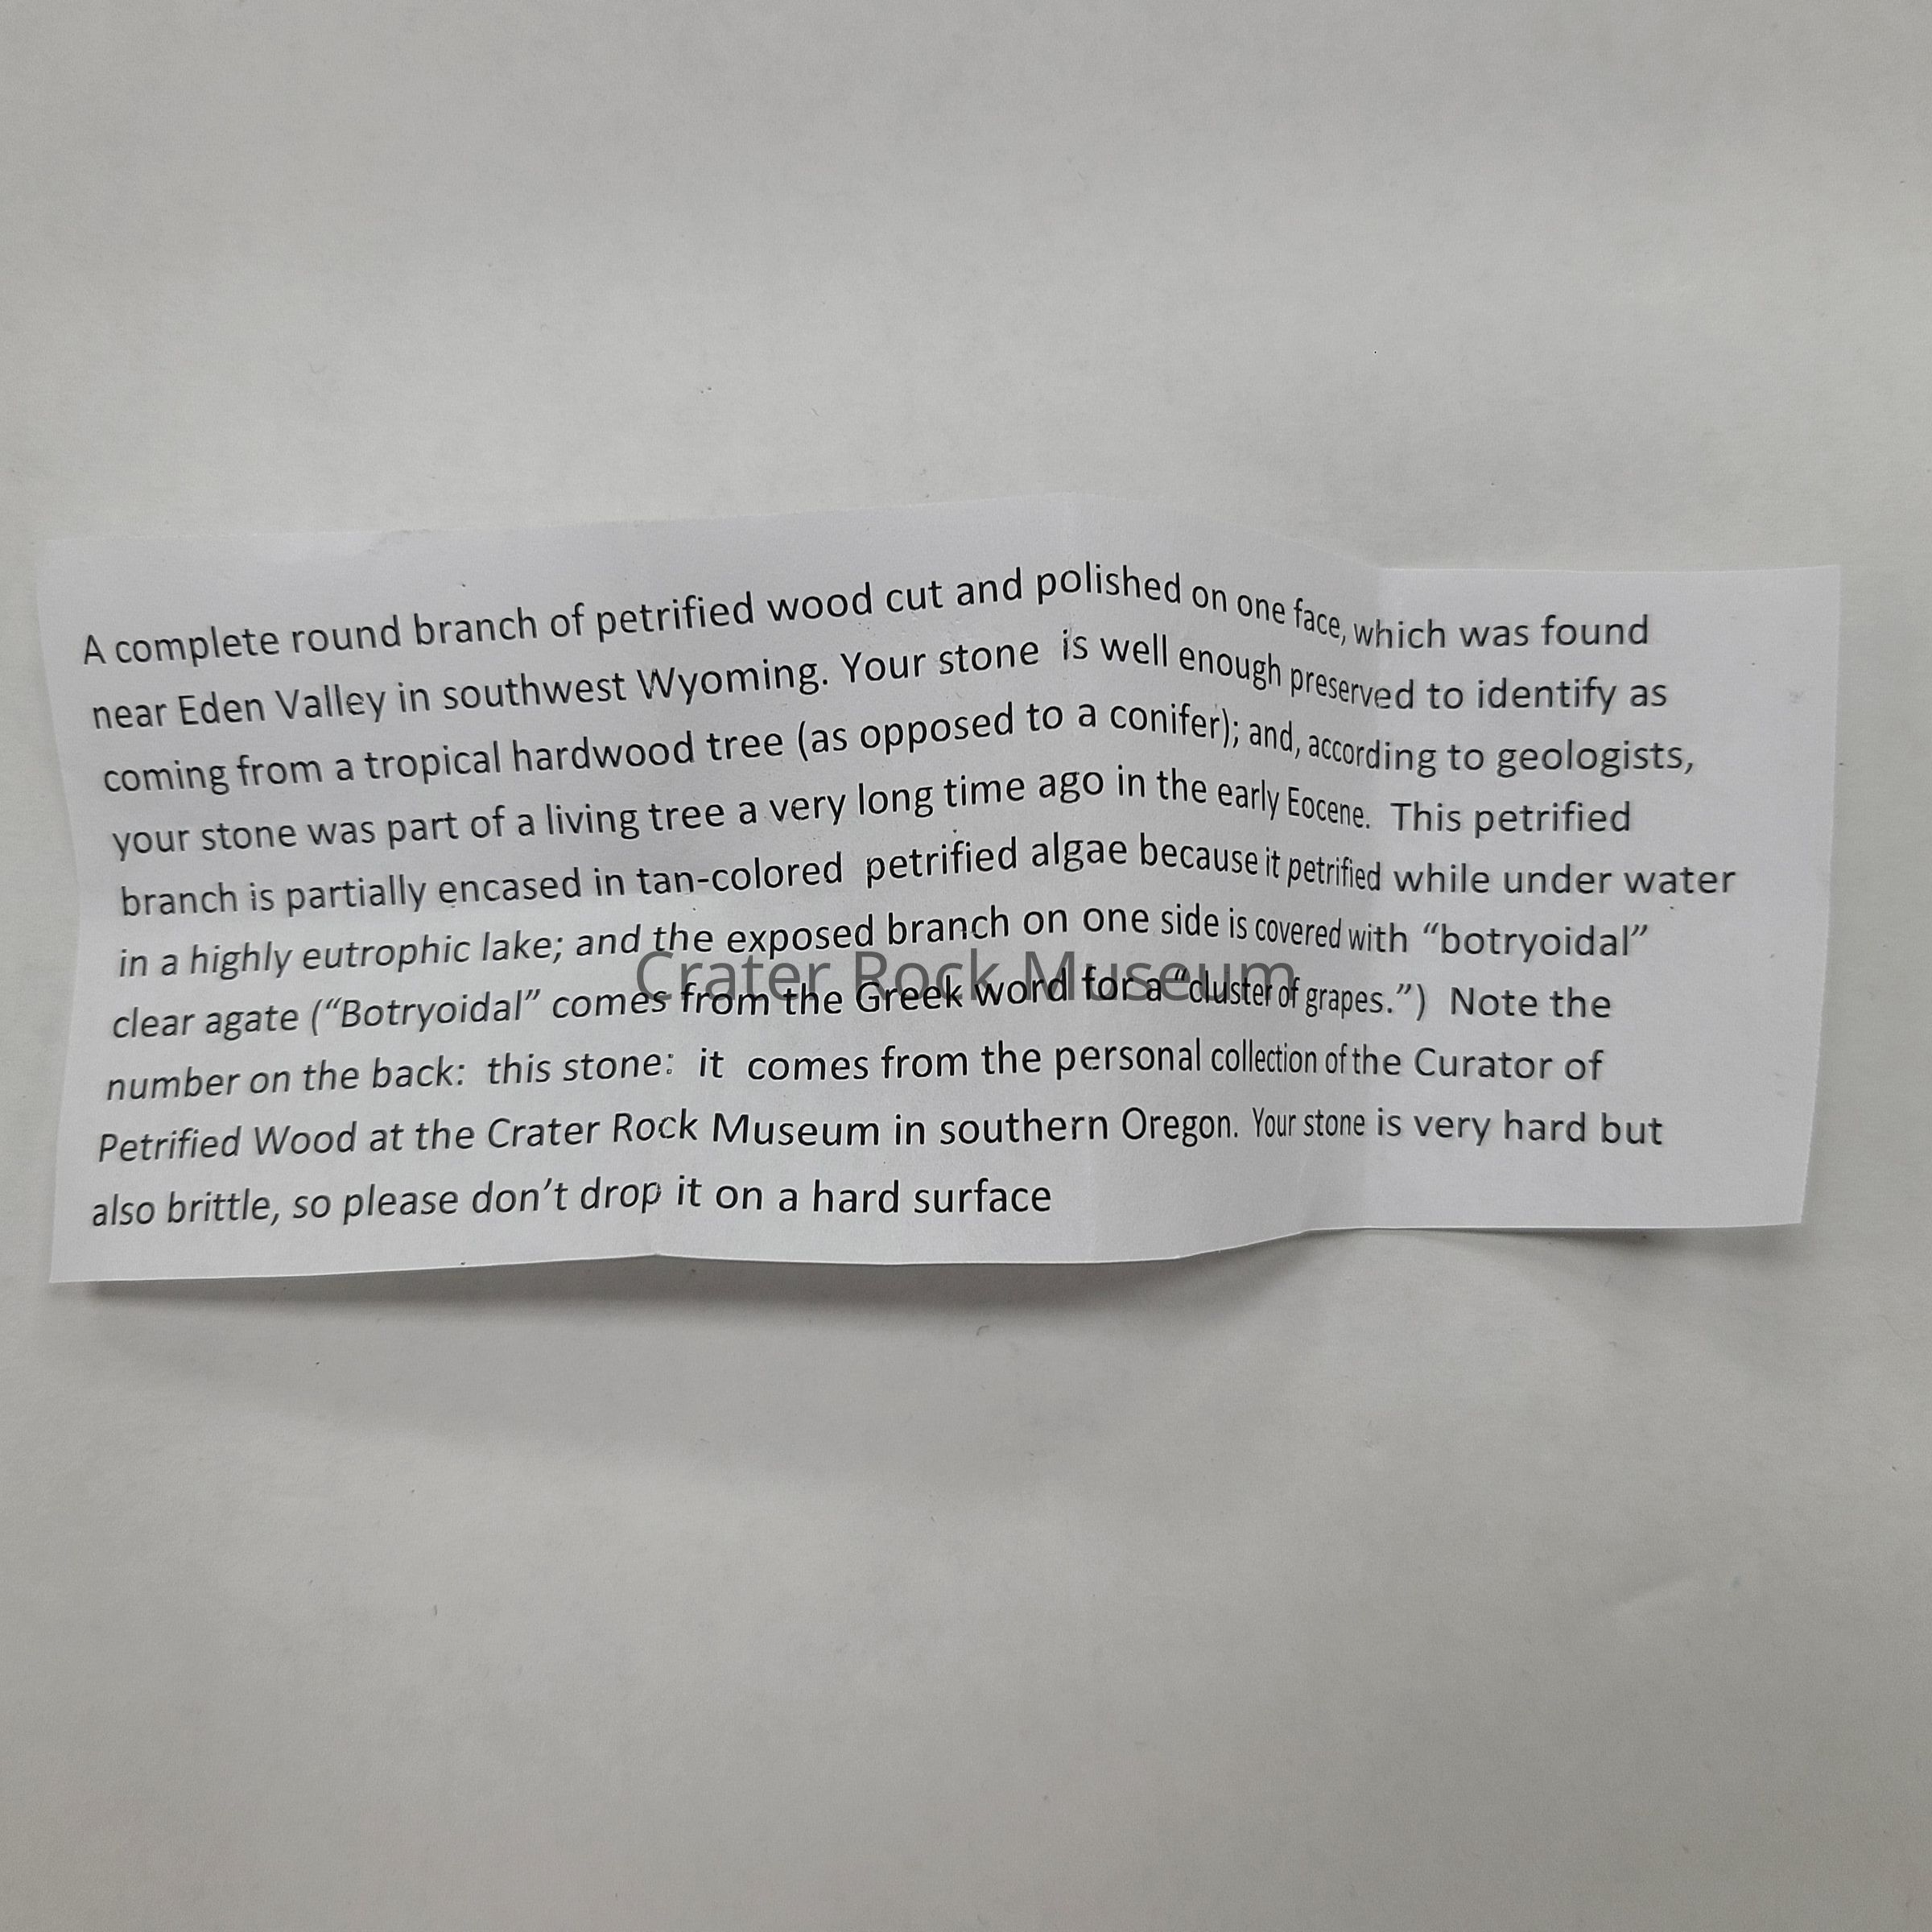 A complete round branch of petrified wood cut and polished on one face, which was found
near Eden Valley in southwest Wyoming. Your stone  is well enough preserved to identify as
coming from a tropical hardwood tree (as opposed to a conifer); and, according to geologists,
your stone was part of a living tree a very long time ago in the early Eocene.  This petrified
branch is partially encased in tan-colored  petrified algae because it petrified while under water
in a highly eutrophic lake; and the exposed branch on one side is covered with “botryoidal”
Crater Rock Museum
clear agate (“Botryoidal” comes from the Greek word for a “cluster of grapes.”)  Note the
number on the back:  this stone:  it  comes from the personal collection of the Curator of
Petrified Wood at the Crater Rock Museum in southern Oregon. Your stone is very hard but
also brittle, so please don’t drop it on a hard surface